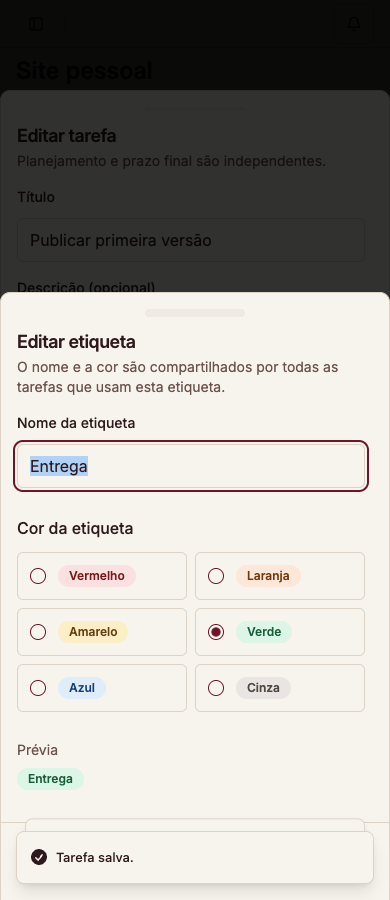 Site pessoal
Editar tarefa
Planejamento e prazo final são independentes.
Título
Publicar primeira versão
Descrição (opcional)
Editar etiqueta
O nome e a cor são compartilhados por todas as
tarefas que usam esta etiqueta.
Nome da etiqueta
Entrega
Cor da etiqueta
Vermelho
Laranja
Amarelo
Verde
Azul
Cinza
Prévia
Entrega
Tarefa salva.